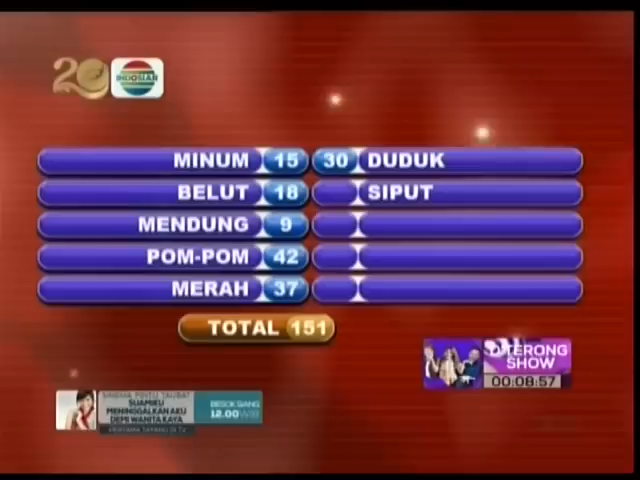 20 INDOSIAR
MINUM 15 30 DUDUK
BELUT 18 SIPUT
MENDUNG 9
POM-POM 42
MERAH 37
TOTAL 151
D'TERONG
SHOW
00:08:57
SINEMA PINTU TAUBAT
SUAMIKU
MENINGGALKAN AKU
DEMI WANITA KAYA
BESOK SIANG
12.00 WIB